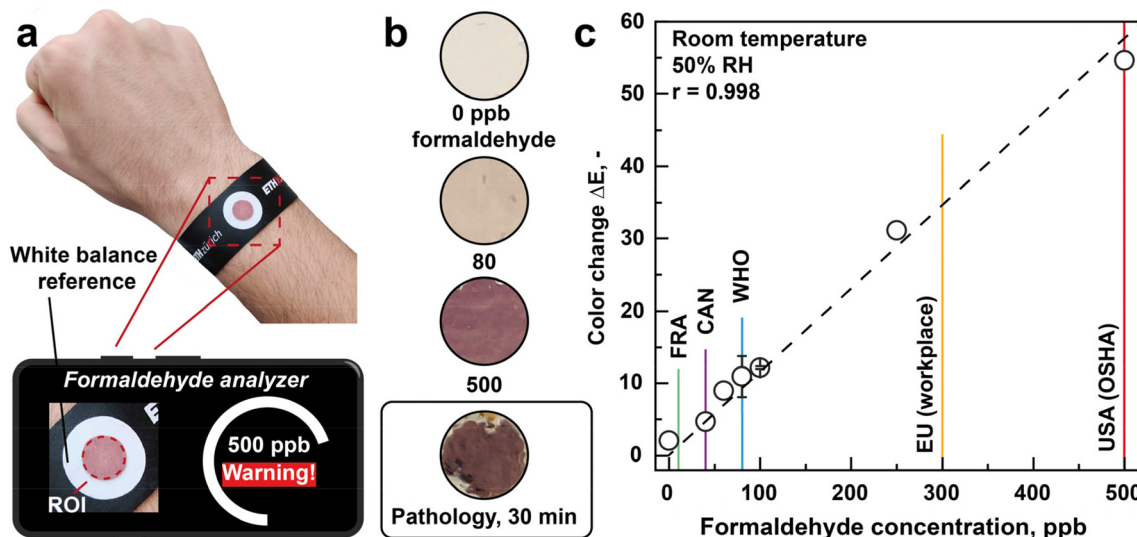 a
ETH
ETHzürich
White balance
reference
Formaldehyde analyzer
500 ppb
Warning!
ROI
b
0 ppb
formaldehyde
80
500
Pathology, 30 min
c
Room temperature
50% RH
r = 0.998
Color change ΔE, -
60
50
40
30
20
10
0
FRA
CAN
WHO
EU (workplace)
USA (OSHA)
0
100
200
300
400
500
Formaldehyde concentration, ppb